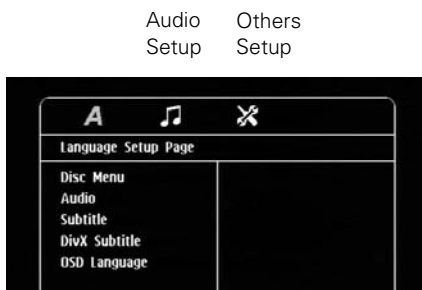 Audio Others
Setup Setup
A
Language Setup Page
Disc Menu
Audio
Subtitle
DivX Subtitle
OSD Language